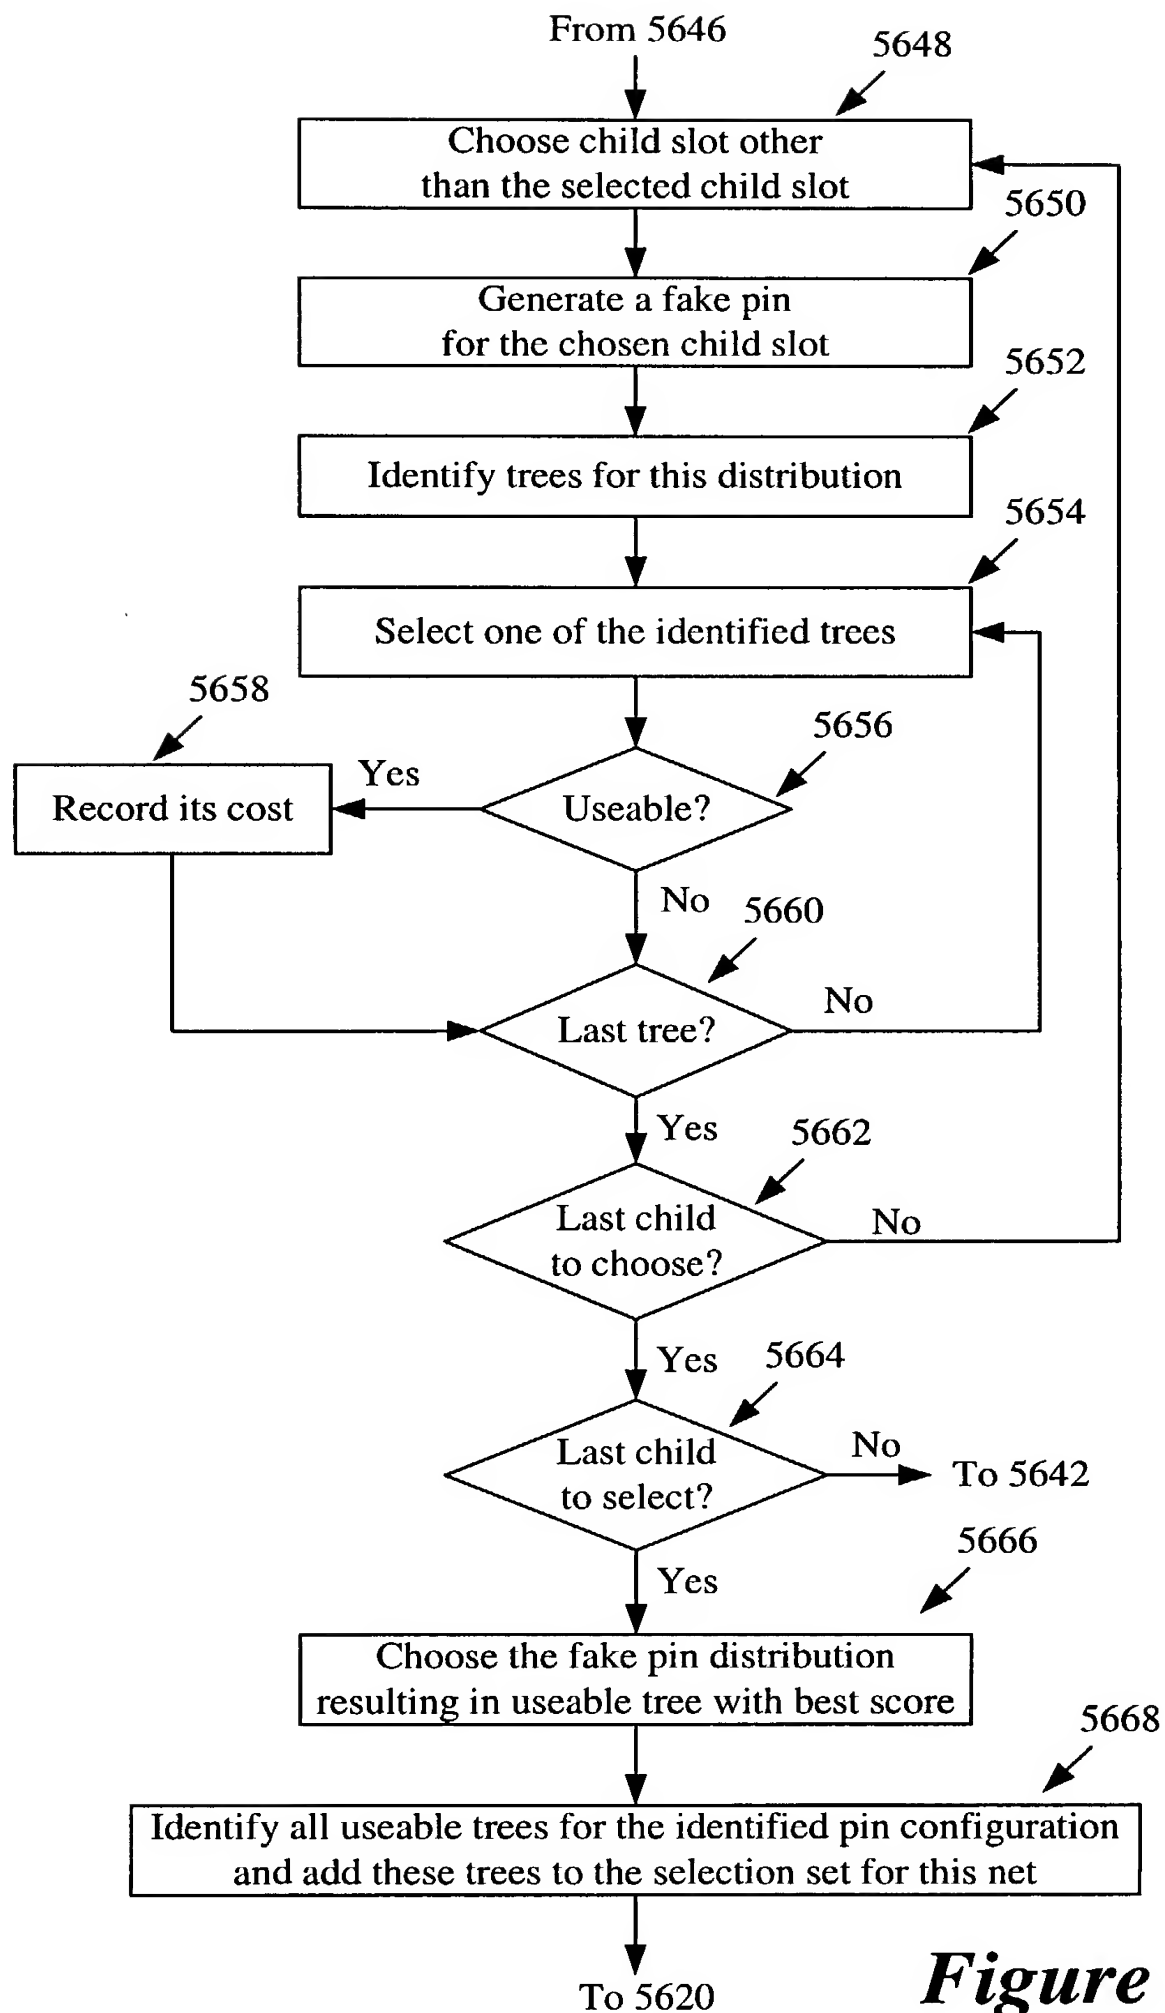 From 5646
5648
Choose child slot other
than the selected child slot
5650
Generate a fake pin
for the chosen child slot
5652
Identify trees for this distribution
5654
Select one of the identified trees
5658
5656
Yes
Record its cost
Useable?
No
5660
No
Last tree?
Yes
5662
Last child
to choose?
No
Yes
5664
Last child
to select?
No
To 5642
5666
Yes
Choose the fake pin distribution
resulting in useable tree with best score
5668
Identify all useable trees for the identified pin configuration
and add these trees to the selection set for this net
To 5620
Figure